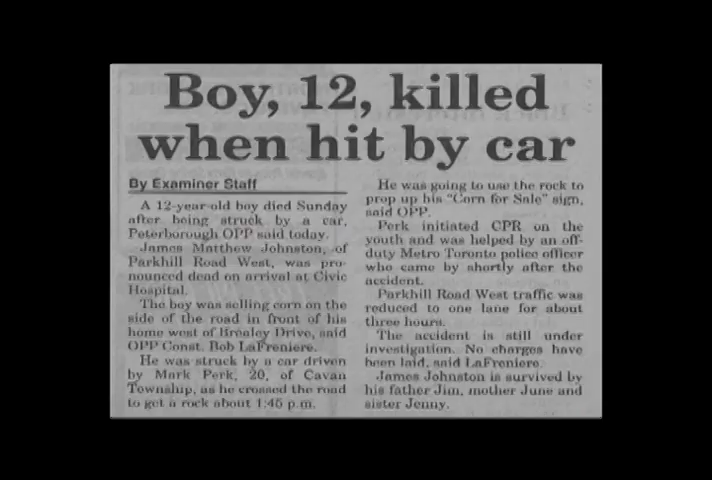 Boy, 12, killed
when hit by car
By Examiner Staff
A 12-year-old boy died Sunday
after being struck by a car,
Peterborough OPP said today.
James Matthew Johnston, of
Parkhill Road West, was pro-
nounced dead on arrival at Civic
Hospital.
The boy was selling corn on the
side of the road in front of his
home west of Brealey Drive, said
OPP Const. Bob LaFreniere.
He was struck by a car driven
by Mark Perk, 20, of Cavan
Township, as he crossed the road
to get a rock about 1:45 p.m.
He was going to use the rock to
prop up his "Corn for Sale" sign,
said OPP.
Perk initiated CPR on the
youth and was helped by an off-
duty Metro Toronto police officer
who came by shortly after the
accident.
Parkhill Road West traffic was
reduced to one lane for about
three hours.
The accident is still under
investigation. No charges have
been laid, said LaFreniere.
James Johnston is survived by
his father Jim, mother June and
sister Jenny.